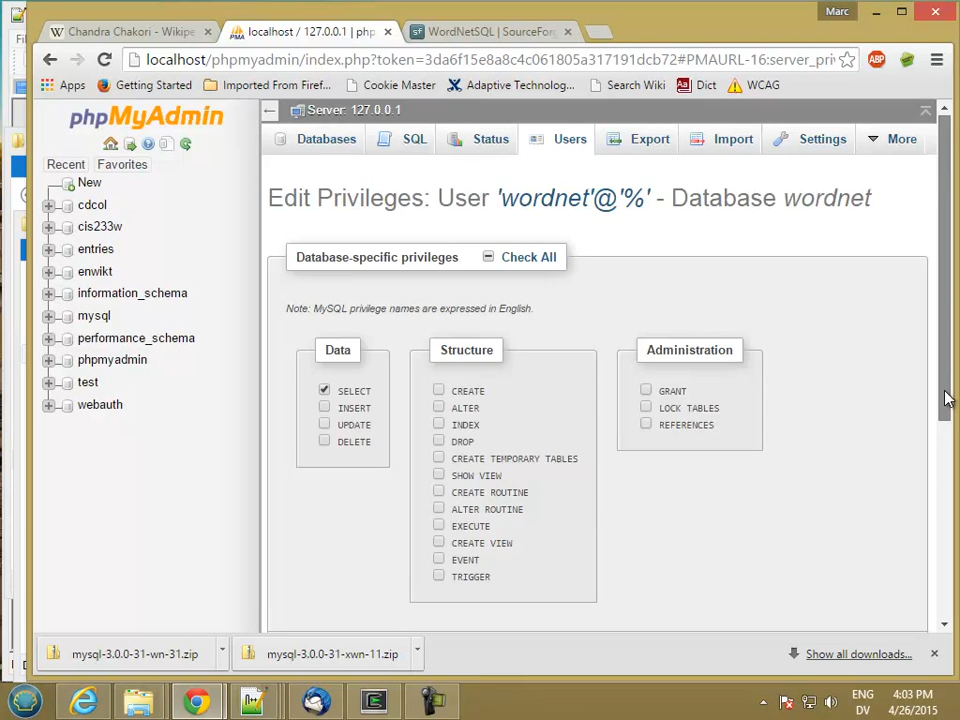 Marc
Chandra Chakori - Wikipe
localhost / 127.0.0.1 | php
WordNetSQL | SourceForg
localhost/phpmyadmin/index.php?token=3da6f15e8a8c4c061805a317191dcb72#PMAURL-16:server_priv
Apps
Getting Started
Imported From Firef...
Cookie Master
Adaptive Technolog...
Search Wiki
Dict
WCAG
phpMyAdmin
Recent
Favorites
New
cdcol
cis233w
entries
enwikt
information_schema
mysql
performance_schema
phpmyadmin
test
webauth
Server: 127.0.0.1
Databases
SQL
Status
Users
Export
Import
Settings
More
Edit Privileges: User 'wordnet'@'%' - Database wordnet
Database-specific privileges
Check All
Note: MySQL privilege names are expressed in English.
Data
SELECT
INSERT
UPDATE
DELETE
Structure
CREATE
ALTER
INDEX
DROP
CREATE TEMPORARY TABLES
SHOW VIEW
CREATE ROUTINE
ALTER ROUTINE
EXECUTE
CREATE VIEW
EVENT
TRIGGER
Administration
GRANT
LOCK TABLES
REFERENCES
mysql-3.0.0-31-wn-31.zip
mysql-3.0.0-31-xwn-11.zip
Show all downloads...
ENG
DV
4:03 PM
4/26/2015